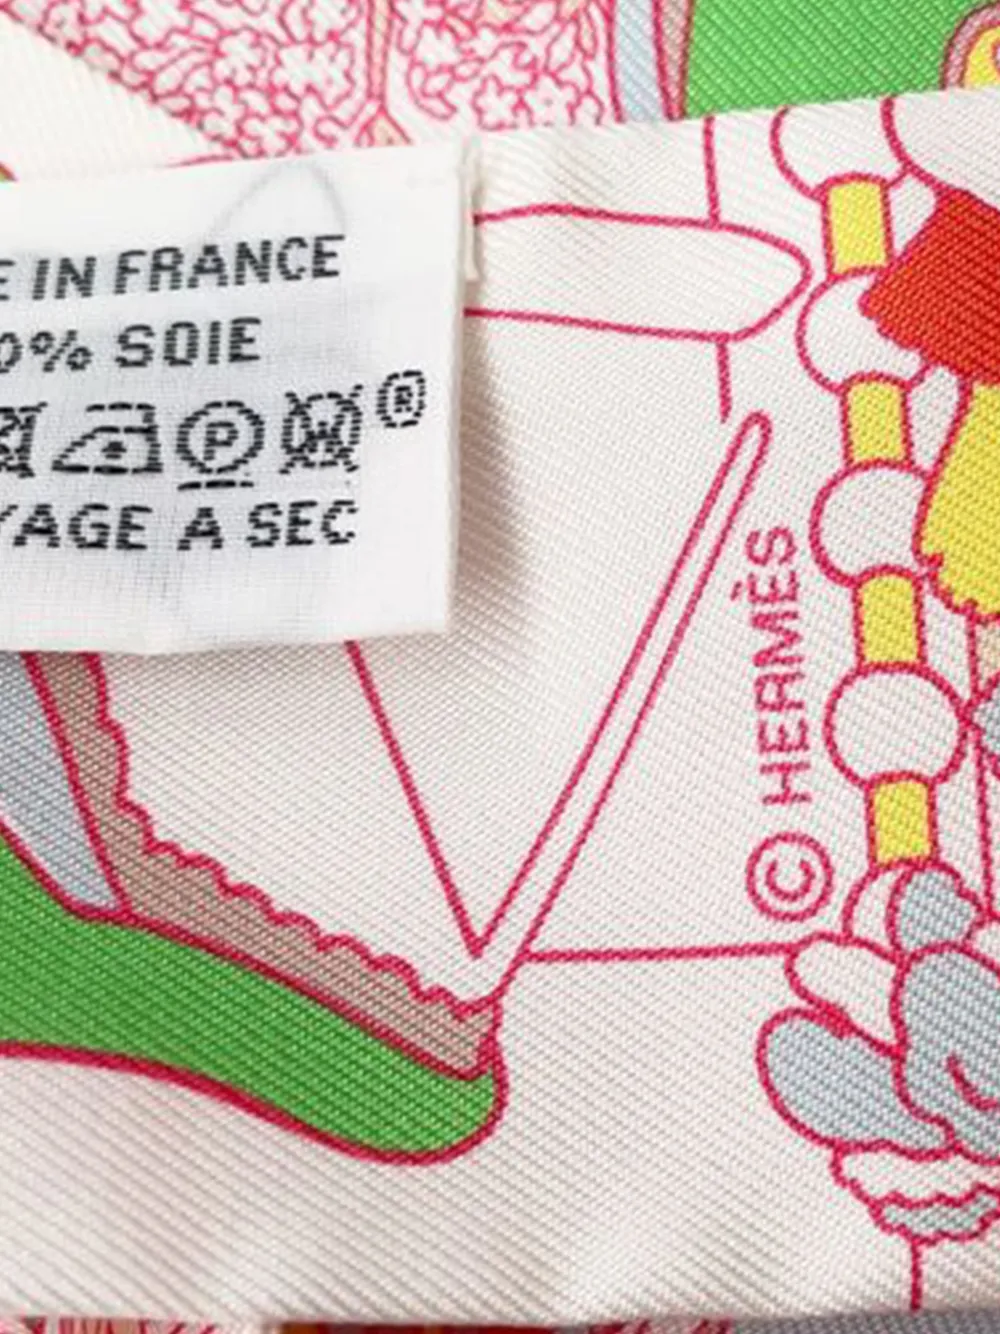 E IN FRANCE
0% SOIE
P ®
YAGE A SEC
© HERMÈS